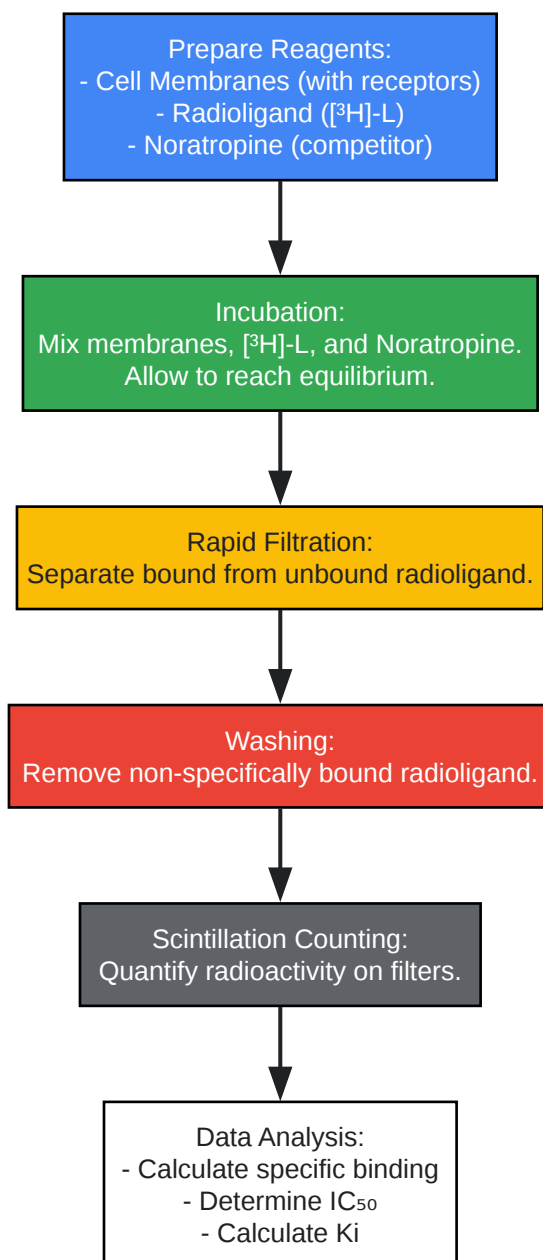 Prepare Reagents:
- Cell Membranes (with receptors)
- Radioligand ([³H]-L)
- Noratropine (competitor)
Incubation:
Mix membranes, [³H]-L, and Noratropine.
Allow to reach equilibrium.
Rapid Filtration:
Separate bound from unbound radioligand.
Washing:
Remove non-specifically bound radioligand.
Scintillation Counting:
Quantify radioactivity on filters.
Data Analysis:
- Calculate specific binding
- Determine IC₅₀
- Calculate Ki